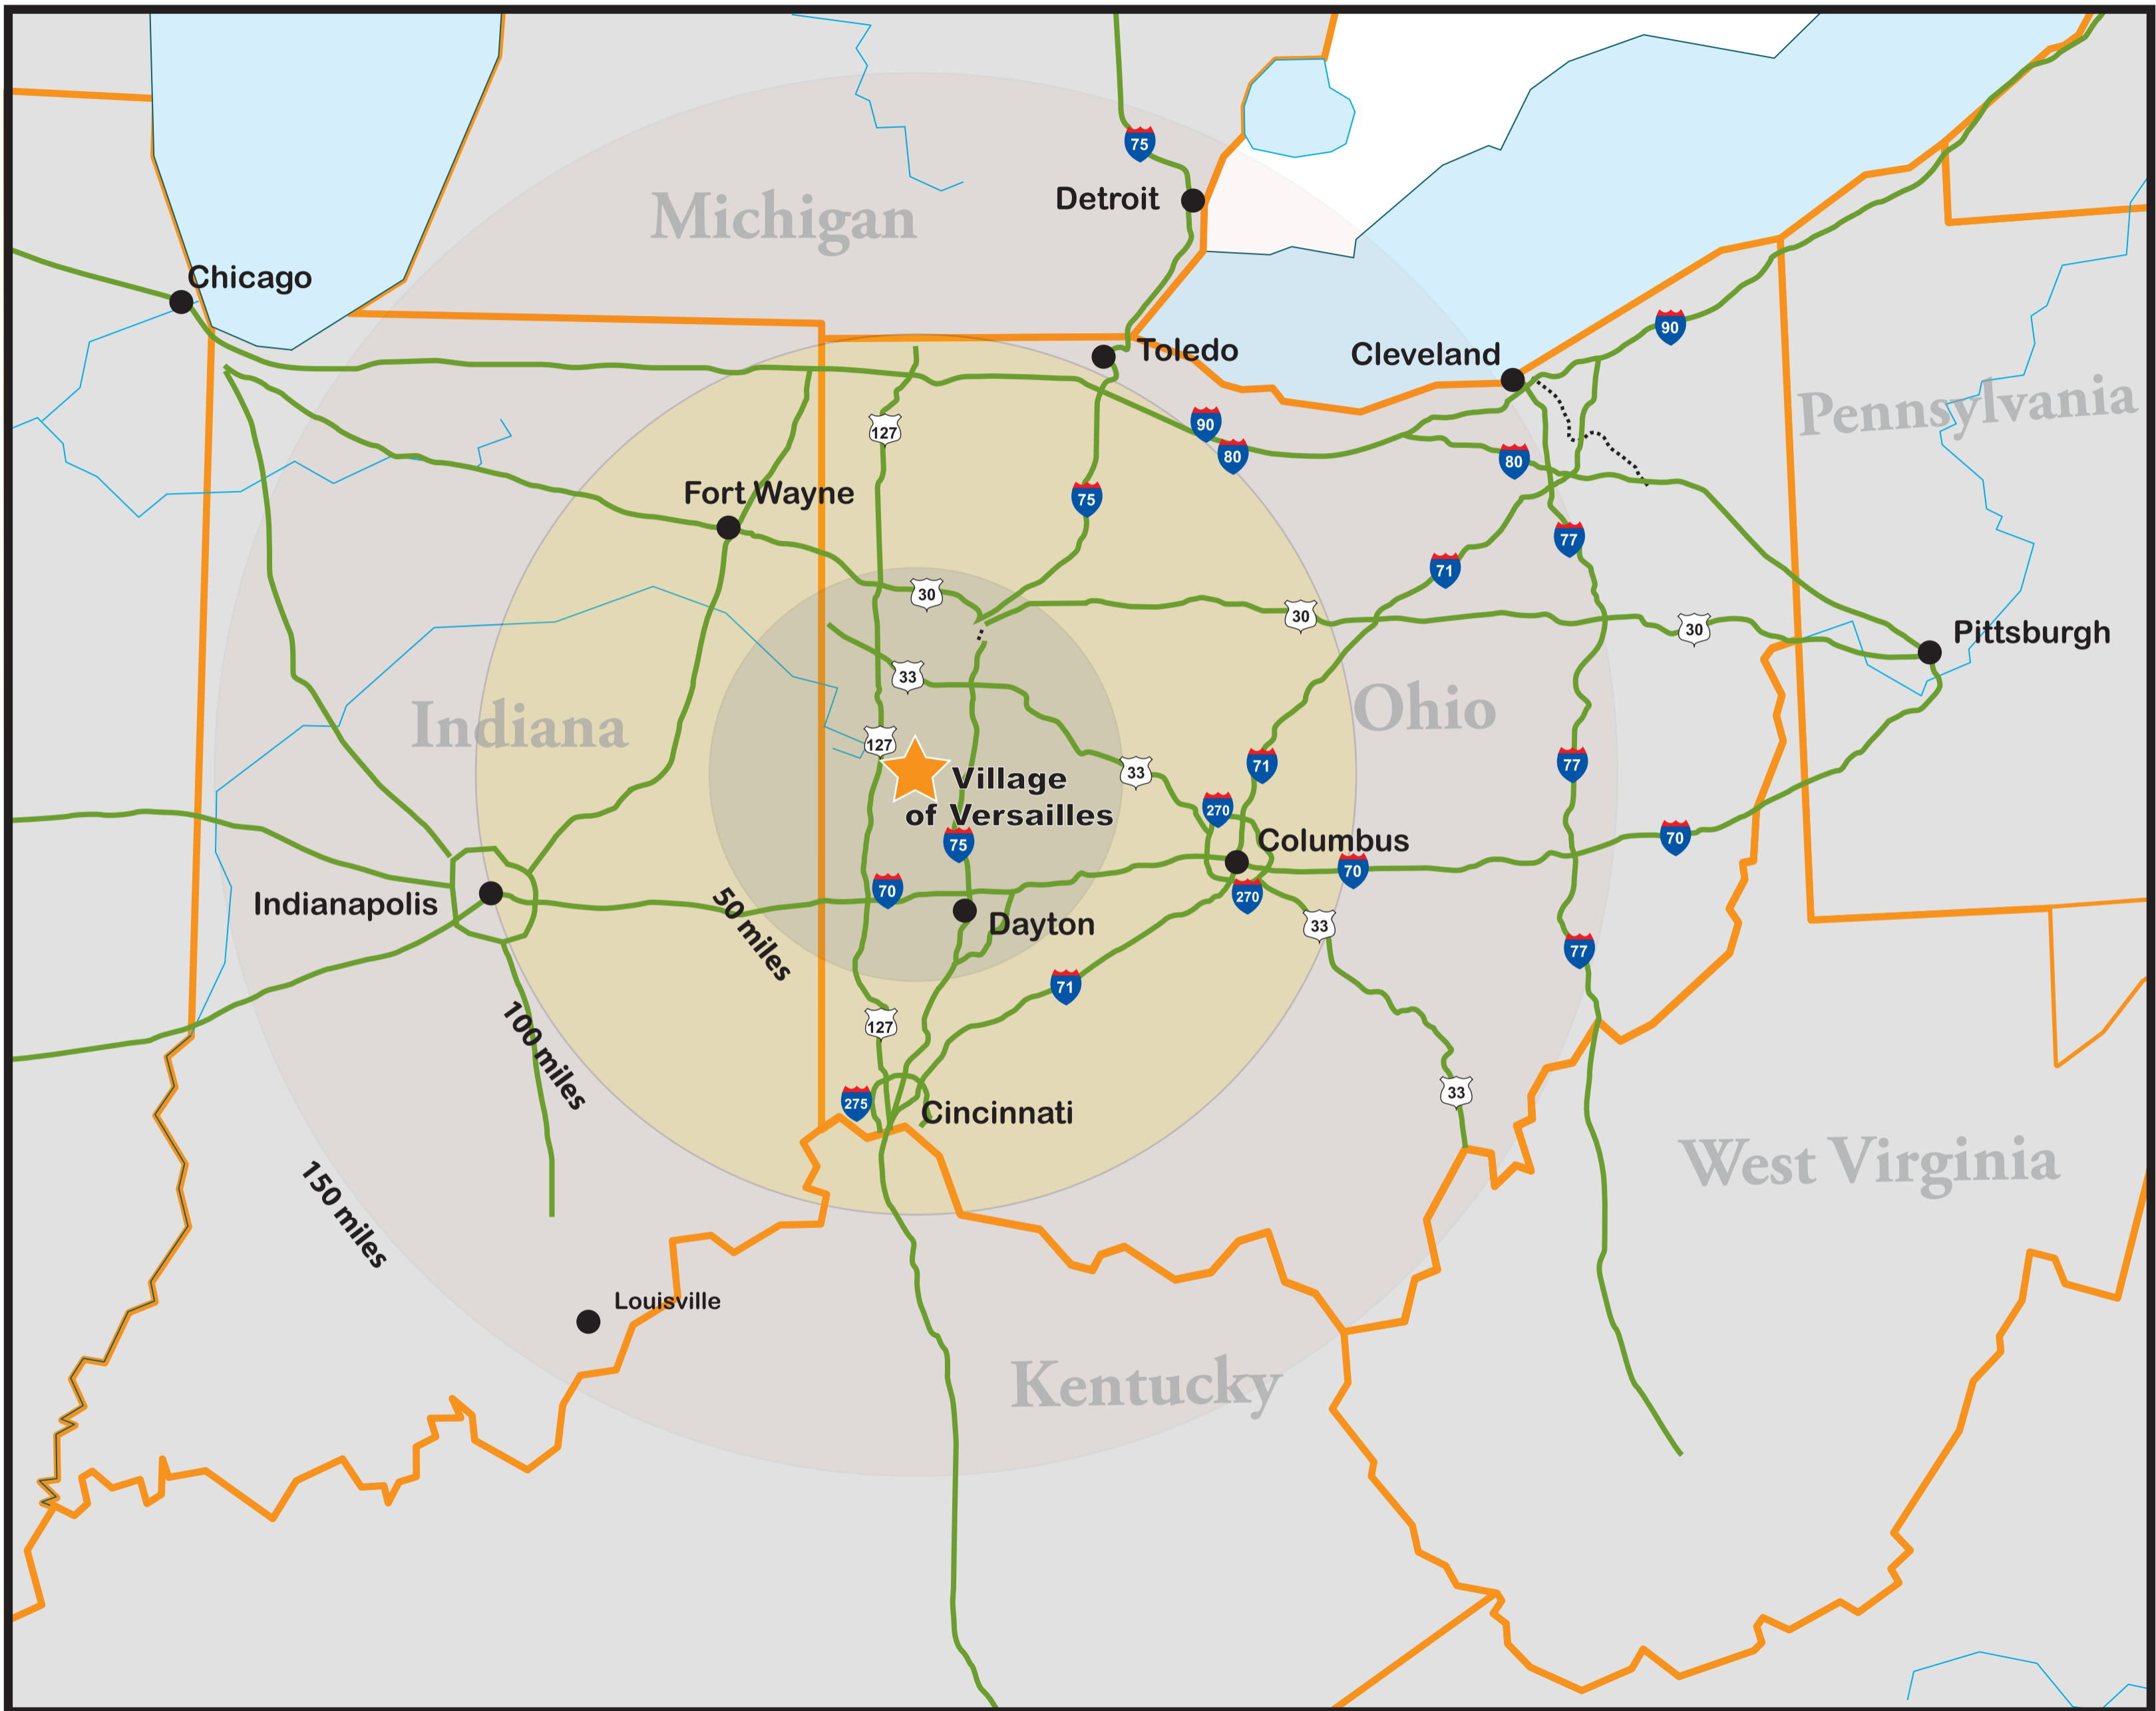 75
Detroit
Michigan
Chicago
90
Toledo
Cleveland
Pennsylvania
127
90
80
80
Fort Wayne
75
77
71
30
30
30
Pittsburgh
33
Indiana
Ohio
127
33
71
77
Village
of Versailles
270
75
Columbus
70
70
70
270
Indianapolis
50 miles
Dayton
33
77
71
100 miles
127
275
Cincinnati
33
West Virginia
150 miles
Louisville
Kentucky